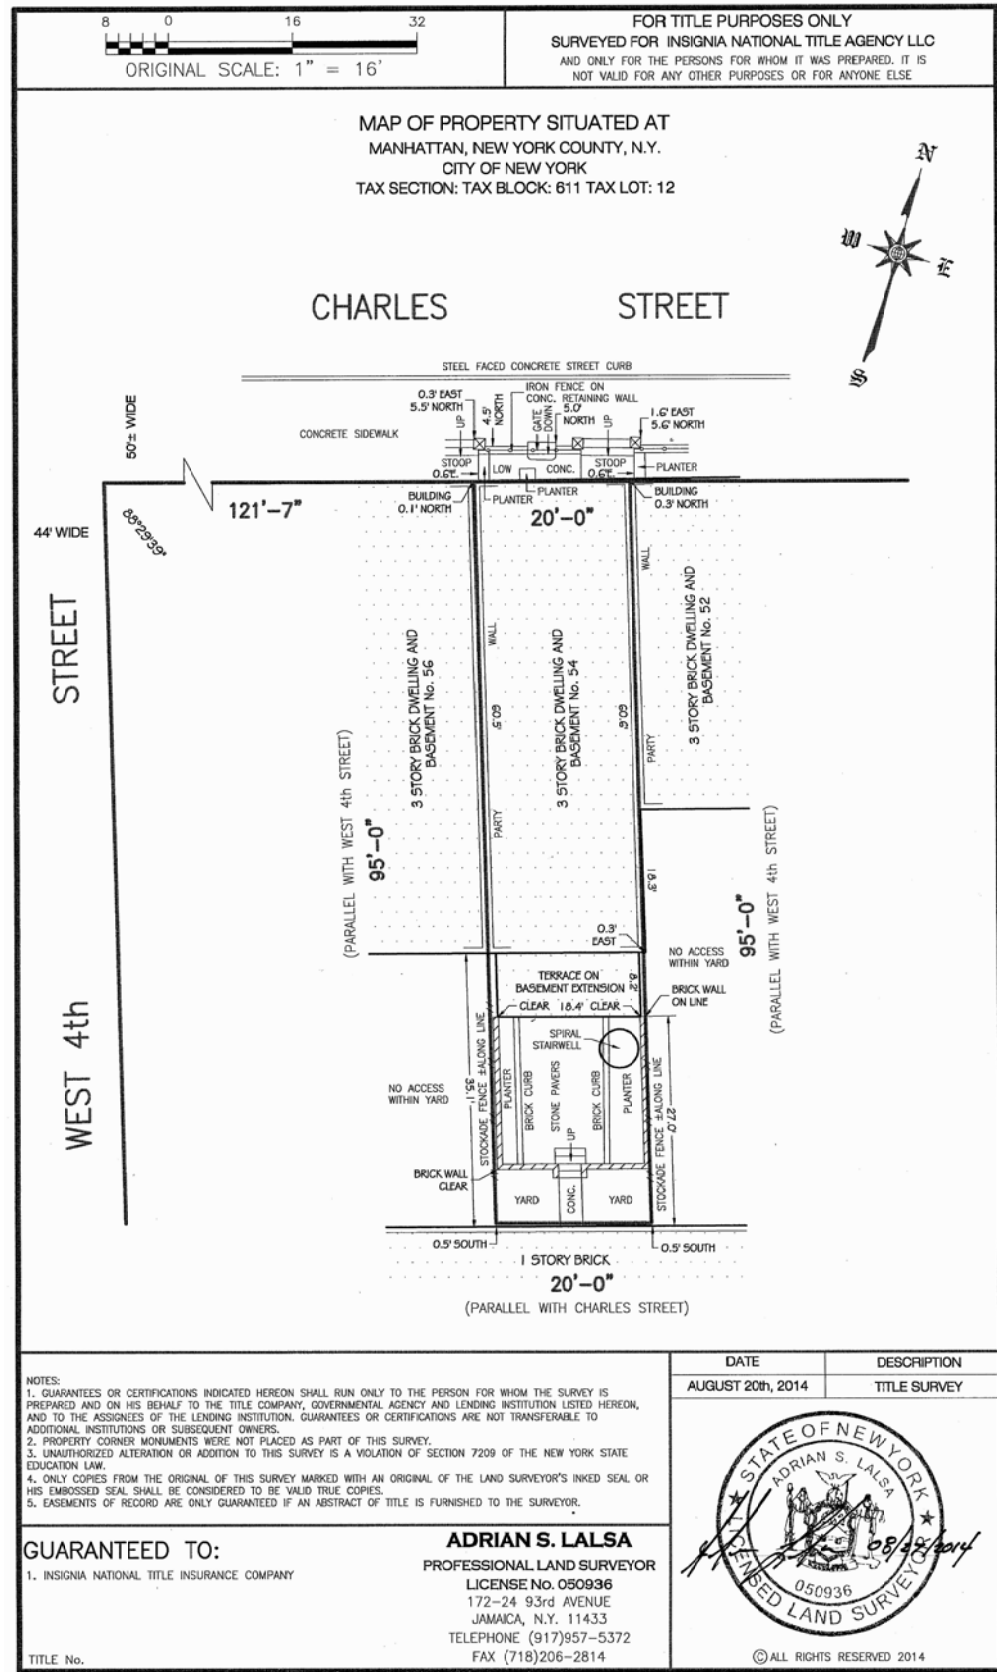 8 0 16 32
ORIGINAL SCALE: 1" = 16'
FOR TITLE PURPOSES ONLY
SURVEYED FOR INSIGNIA NATIONAL TITLE AGENCY LLC
AND ONLY FOR THE PERSONS FOR WHOM IT WAS PREPARED. IT IS
NOT VALID FOR ANY OTHER PURPOSES OR FOR ANYONE ELSE
MAP OF PROPERTY SITUATED AT
MANHATTAN, NEW YORK COUNTY, N.Y.
CITY OF NEW YORK
TAX SECTION: TAX BLOCK: 611 TAX LOT: 12
N
W
E
S
CHARLES STREET
STEEL FACED CONCRETE STREET CURB
50'± WIDE
CONCRETE SIDEWALK
0.3' EAST
5.5' NORTH
UP
4.5'
NORTH
IRON FENCE ON
CONC. RETAINING WALL
GATE
DOWN
5.0'
NORTH
UP
1.6' EAST
5.6' NORTH
STOOP
0.6'E.
LOW
CONC.
STOOP
0.6'E.
PLANTER
PLANTER
PLANTER
BUILDING
0.1' NORTH
BUILDING
0.3' NORTH
121'-7"
20'-0"
44' WIDE
88°29'39"
WEST 4th STREET
3 STORY BRICK DWELLING AND
BASEMENT No. 56
WALL
60.5'
PARTY
3 STORY BRICK DWELLING AND
BASEMENT No. 54
60.6'
WALL
PARTY
3 STORY BRICK DWELLING AND
BASEMENT No. 52
(PARALLEL WITH WEST 4th STREET)
95'-0"
18.3'
95'-0"
(PARALLEL WITH WEST 4th STREET)
0.3'
EAST
NO ACCESS
WITHIN YARD
TERRACE ON
BASEMENT EXTENSION
8.2'
BRICK WALL
ON LINE
CLEAR 18.4' CLEAR
SPIRAL
STAIRWELL
NO ACCESS
WITHIN YARD
35.1'
STOCKADE FENCE ±ALONG LINE
PLANTER
BRICK CURB
STONE PAVERS
UP
BRICK CURB
PLANTER
STOCKADE FENCE ±ALONG LINE
27.0'
BRICK WALL
CLEAR
YARD
CONC.
YARD
0.5' SOUTH
0.5' SOUTH
1 STORY BRICK
20'-0"
(PARALLEL WITH CHARLES STREET)
NOTES:
1. GUARANTEES OR CERTIFICATIONS INDICATED HEREON SHALL RUN ONLY TO THE PERSON FOR WHOM THE SURVEY IS
PREPARED AND ON HIS BEHALF TO THE TITLE COMPANY, GOVERNMENTAL AGENCY AND LENDING INSTITUTION LISTED HEREON,
AND TO THE ASSIGNEES OF THE LENDING INSTITUTION. GUARANTEES OR CERTIFICATIONS ARE NOT TRANSFERABLE TO
ADDITIONAL INSTITUTIONS OR SUBSEQUENT OWNERS.
2. PROPERTY CORNER MONUMENTS WERE NOT PLACED AS PART OF THIS SURVEY.
3. UNAUTHORIZED ALTERATION OR ADDITION TO THIS SURVEY IS A VIOLATION OF SECTION 7209 OF THE NEW YORK STATE
EDUCATION LAW.
4. ONLY COPIES FROM THE ORIGINAL OF THIS SURVEY MARKED WITH AN ORIGINAL OF THE LAND SURVEYOR'S INKED SEAL OR
HIS EMBOSSED SEAL SHALL BE CONSIDERED TO BE VALID TRUE COPIES.
5. EASEMENTS OF RECORD ARE ONLY GUARANTEED IF AN ABSTRACT OF TITLE IS FURNISHED TO THE SURVEYOR.
DATE DESCRIPTION
AUGUST 20th, 2014 TITLE SURVEY
GUARANTEED TO:
1. INSIGNIA NATIONAL TITLE INSURANCE COMPANY
TITLE No.
ADRIAN S. LALSA
PROFESSIONAL LAND SURVEYOR
LICENSE No. 050936
172-24 93rd AVENUE
JAMAICA, N.Y. 11433
TELEPHONE (917)957-5372
FAX (718)206-2814
STATE OF NEW YORK
ADRIAN S. LALSA
050936
LICENSED LAND SURVEYOR
©ALL RIGHTS RESERVED 2014